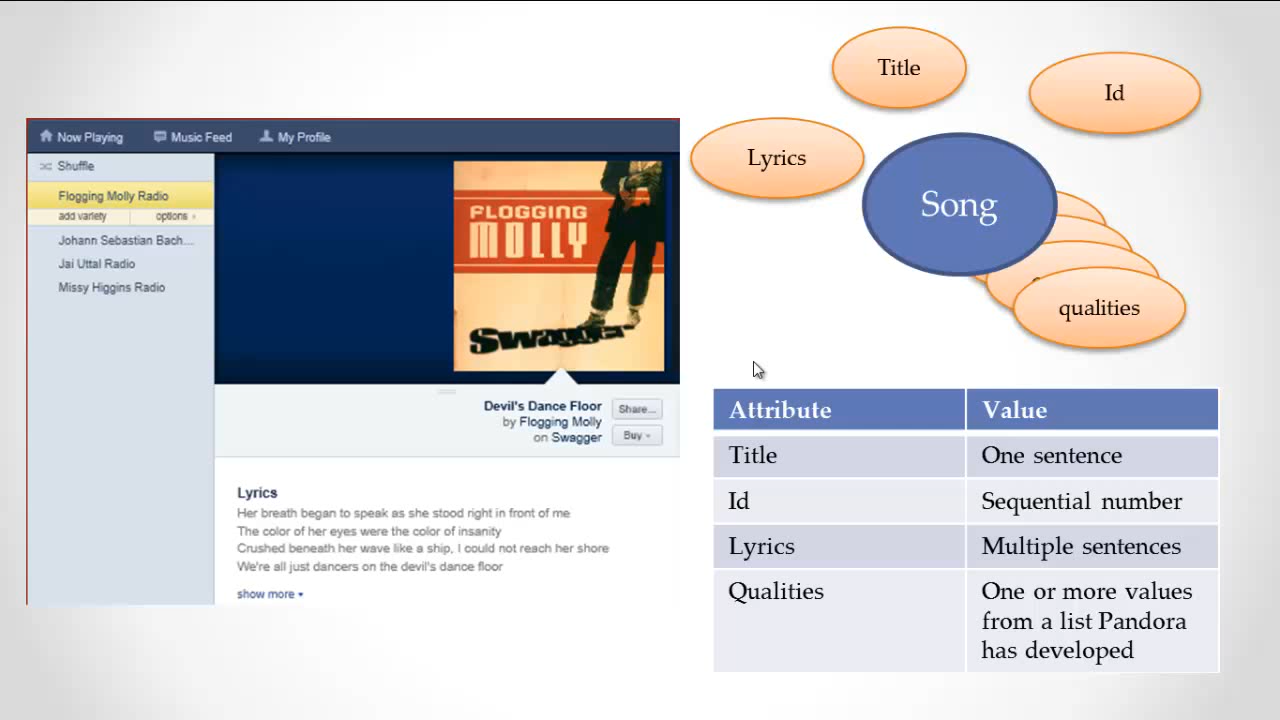 Now Playing Music Feed My Profile
Shuffle
Flogging Molly Radio
add variety options
Johann Sebastian Bach...
Jai Uttal Radio
Missy Higgins Radio
FLOGGING
MOLLY
Swagger
Devil's Dance Floor
by Flogging Molly
on Swagger
Share...
Buy
Lyrics
Her breath began to speak as she stood right in front of me
The color of her eyes were the color of insanity
Crushed beneath her wave like a ship, I could not reach her shore
We're all just dancers on the devil's dance floor
show more
Title
Id
Lyrics
Song
qualities
Attribute Value
Title One sentence
Id Sequential number
Lyrics Multiple sentences
Qualities One or more values
from a list Pandora
has developed